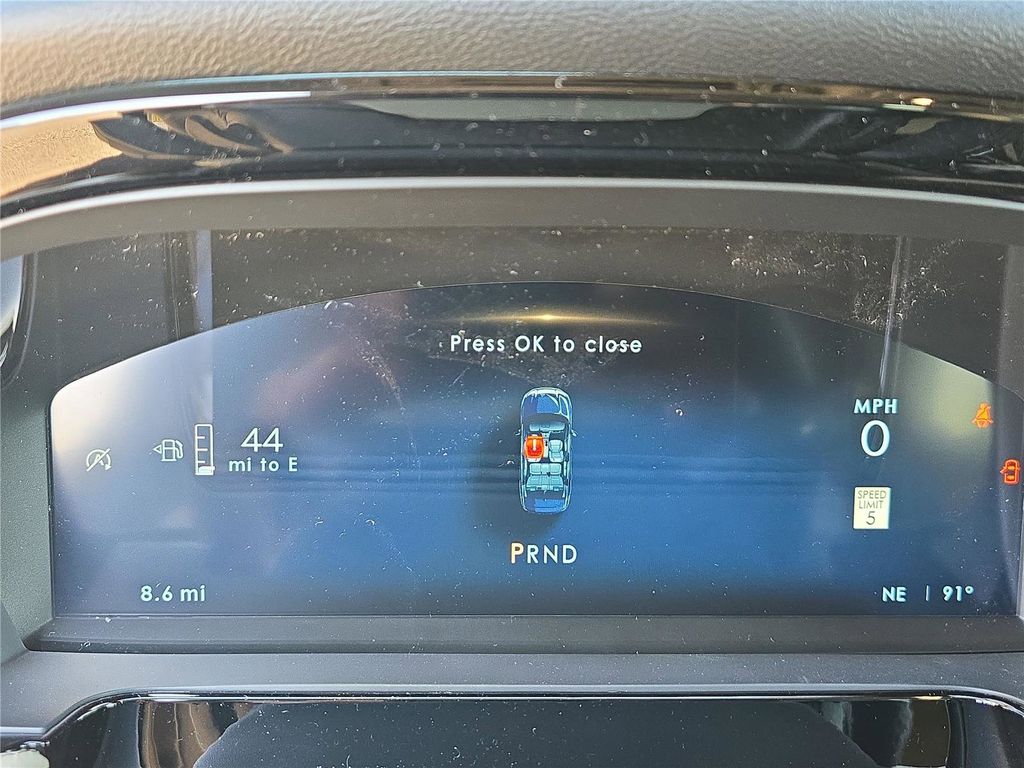 Press OK to close
MPH
0
44
mi to E
SPEED
LIMIT
5
PRND
8.6 mi
NE | 91°